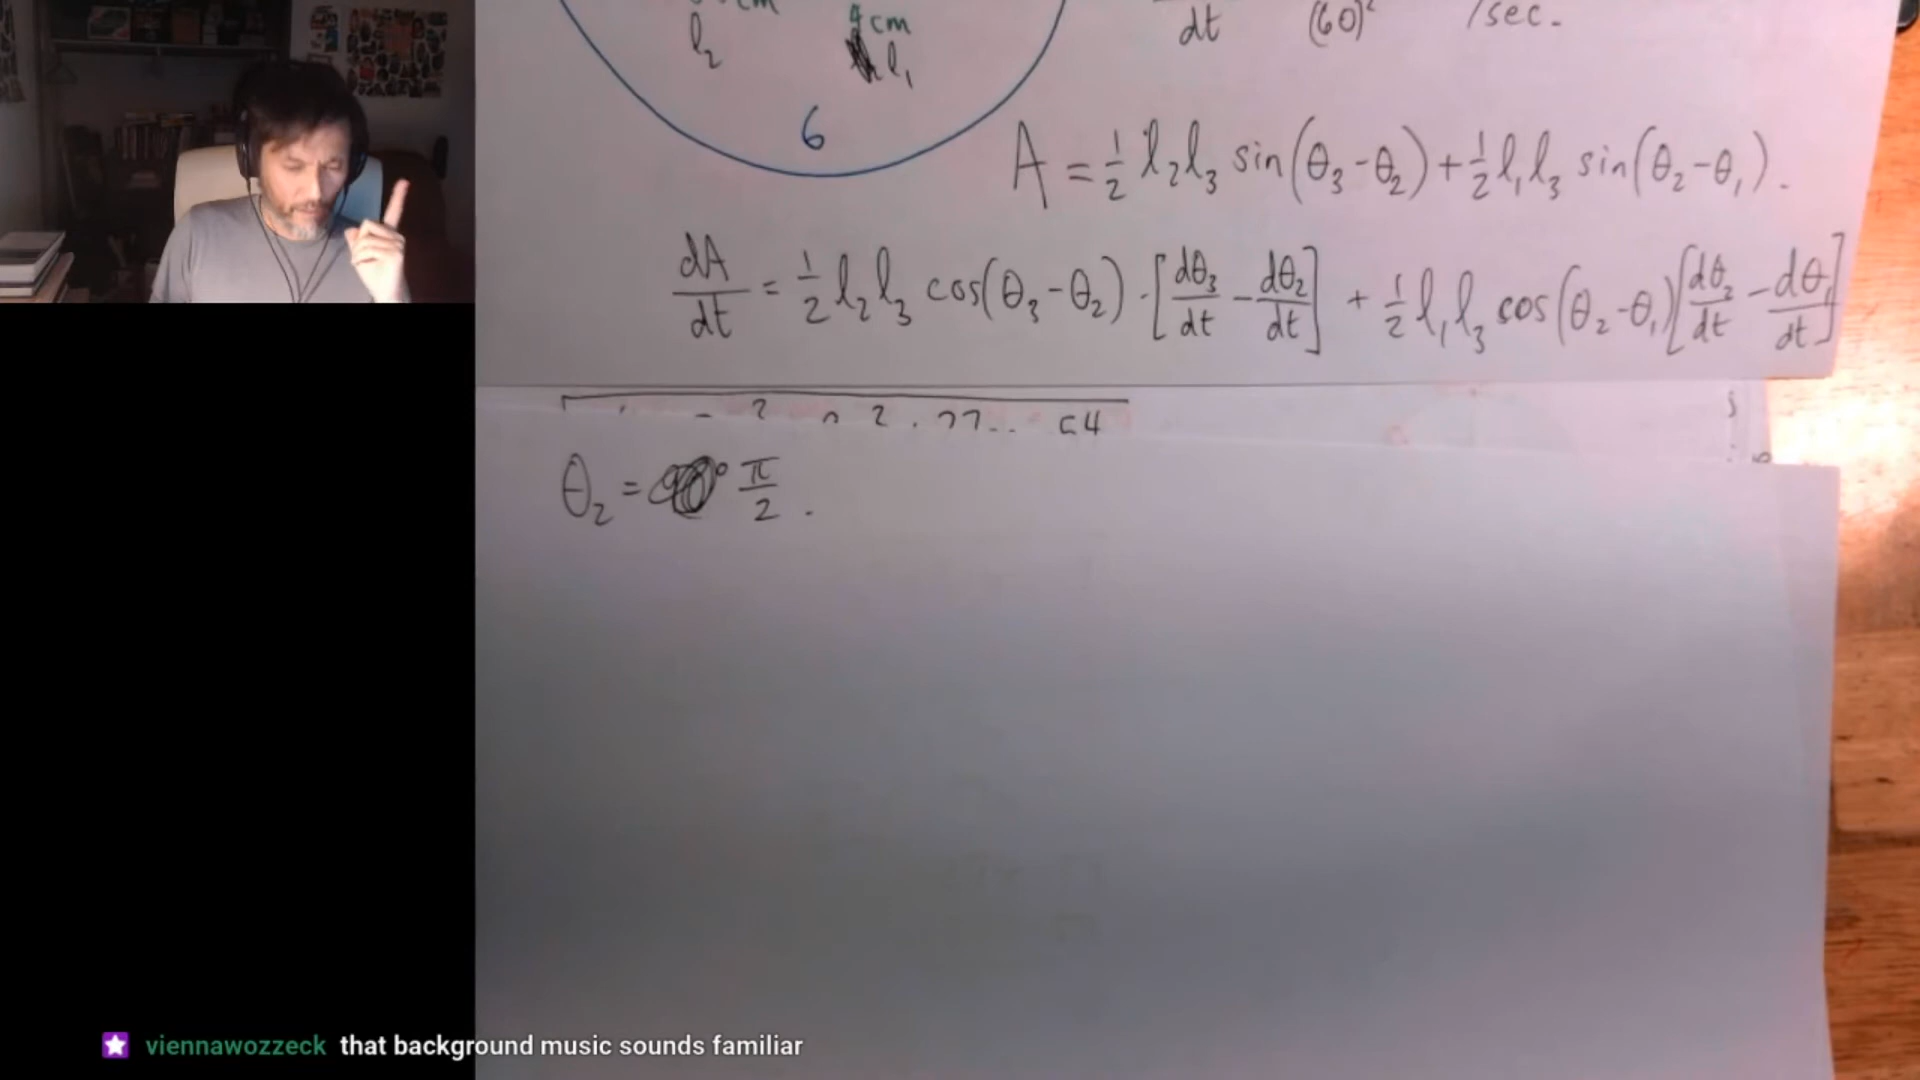 cm
4cm
l₂
l₁
6
dt (60)² /sec.
A = 1/2 l₂l₃ sin(θ₃-θ₂) + 1/2 l₁l₃ sin(θ₂-θ₁).
dA/dt = 1/2 l₂l₃ cos(θ₃-θ₂)·[dθ₃/dt - dθ₂/dt] + 1/2 l₁l₃ cos(θ₂-θ₁)[dθ₂/dt - dθ₁/dt]
θ₂ = π/2.
viennawozzeck that background music sounds familiar